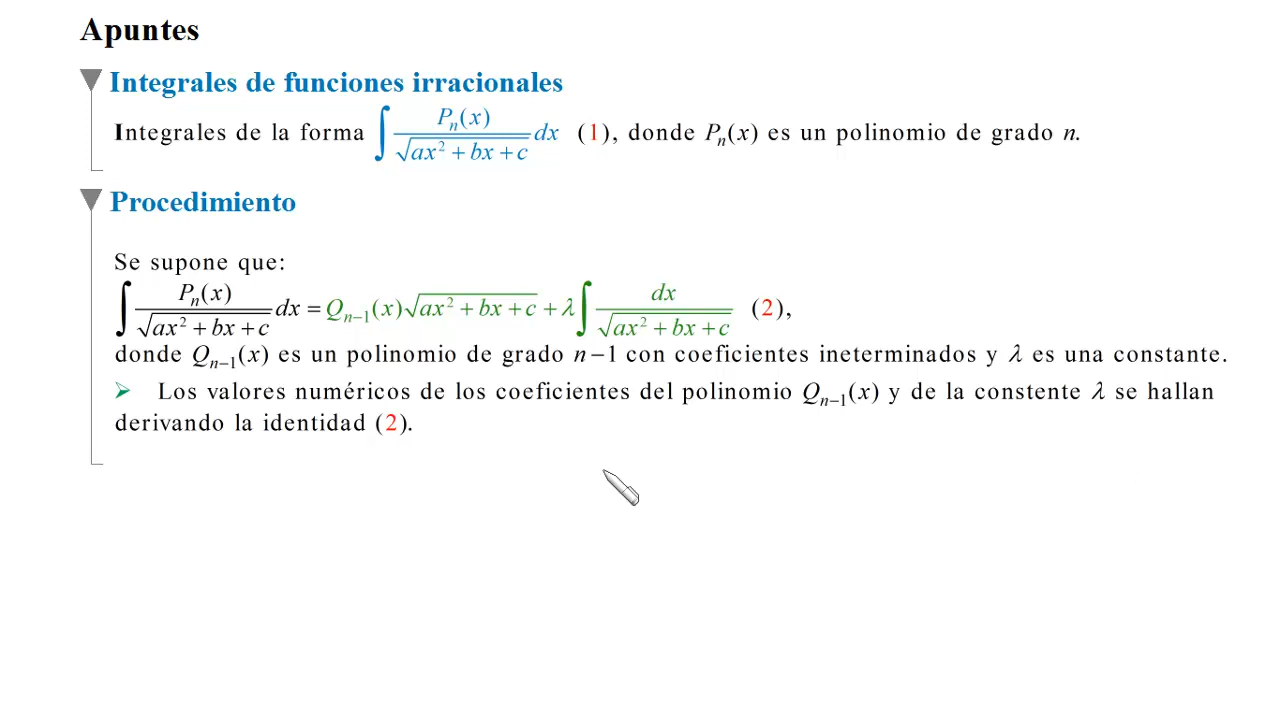 Apuntes
Integrales de funciones irracionales
Integrales de la forma ∫ Pₙ(x)/√(ax² + bx + c) dx (1), donde Pₙ(x) es un polinomio de grado n.
Procedimiento
Se supone que:
∫ Pₙ(x)/√(ax² + bx + c) dx = Qₙ₋₁(x)√(ax² + bx + c) + λ∫ dx/√(ax² + bx + c) (2),
donde Qₙ₋₁(x) es un polinomio de grado n−1 con coeficientes ineterminados y λ es una constante.
➢ Los valores numéricos de los coeficientes del polinomio Qₙ₋₁(x) y de la constente λ se hallan
derivando la identidad (2).